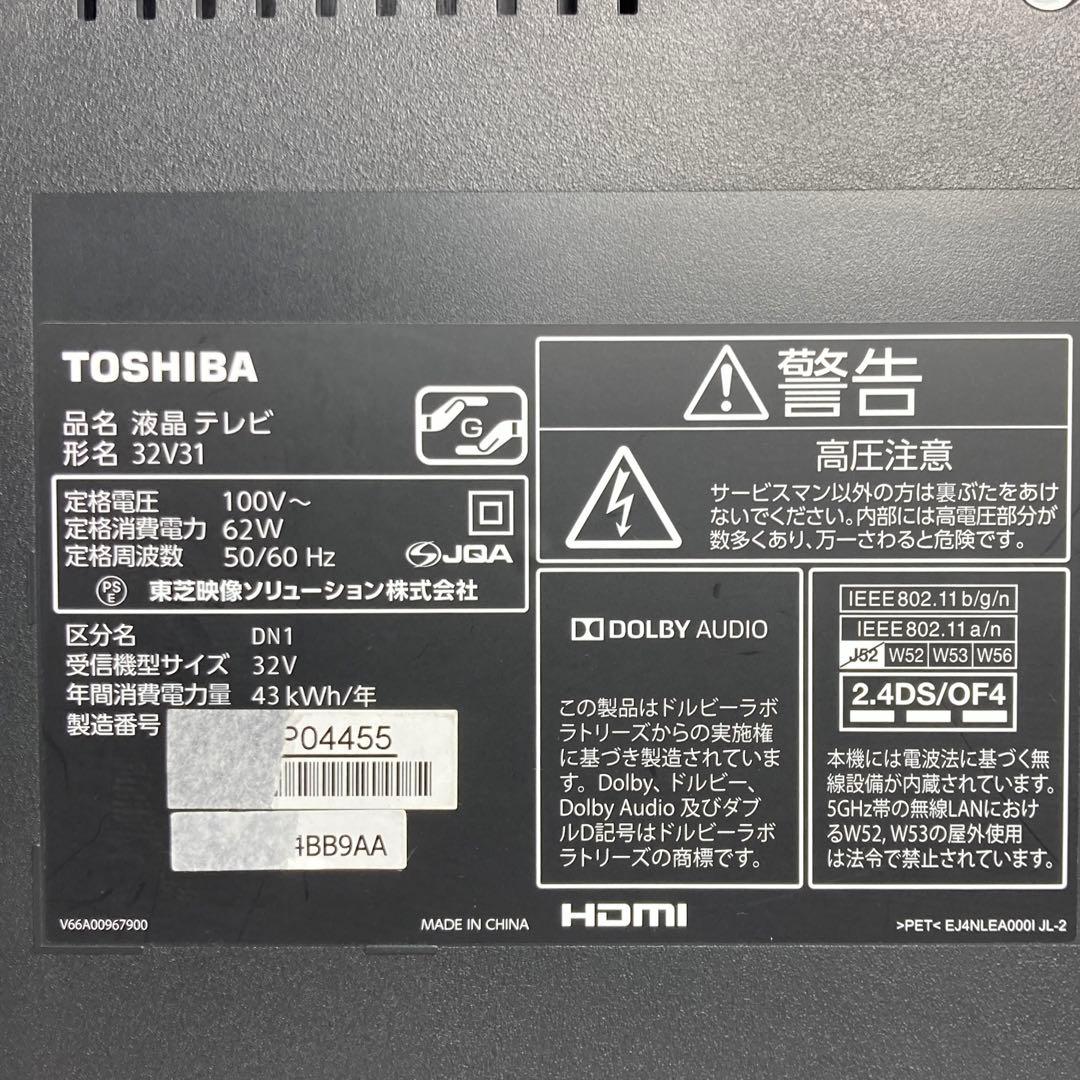 TOSHIBA
品名 液晶テレビ
形名 32V31
G
定格電圧 100V～
定格消費電力 62W
定格周波数 50/60 Hz
JQA
PS
E
東芝映像ソリューション株式会社
区分名 DN1
受信機型サイズ 32V
年間消費電力量 43 kWh/年
製造番号
P04455
4BB9AA
V66A00967900
MADE IN CHINA
警告
高圧注意
サービスマン以外の方は裏ぶたをあけ
ないでください。内部には高電圧部分が
数多くあり、万一さわると危険です。
DOLBY AUDIO
この製品はドルビーラボ
ラトリーズからの実施権
に基づき製造されていま
す。Dolby、ドルビー、
Dolby Audio 及びダブ
ルD記号はドルビーラボ
ラトリーズの商標です。
HDMI
IEEE802.11b/g/n
IEEE802.11a/n
J52 W52 W53 W56
2.4DS/OF4
本機には電波法に基づく無
線設備が内蔵されています。
5GHz帯の無線LANにおけ
るW52, W53の屋外使用
は法令で禁止されています。
>PET< EJ4NLEA000I JL-2